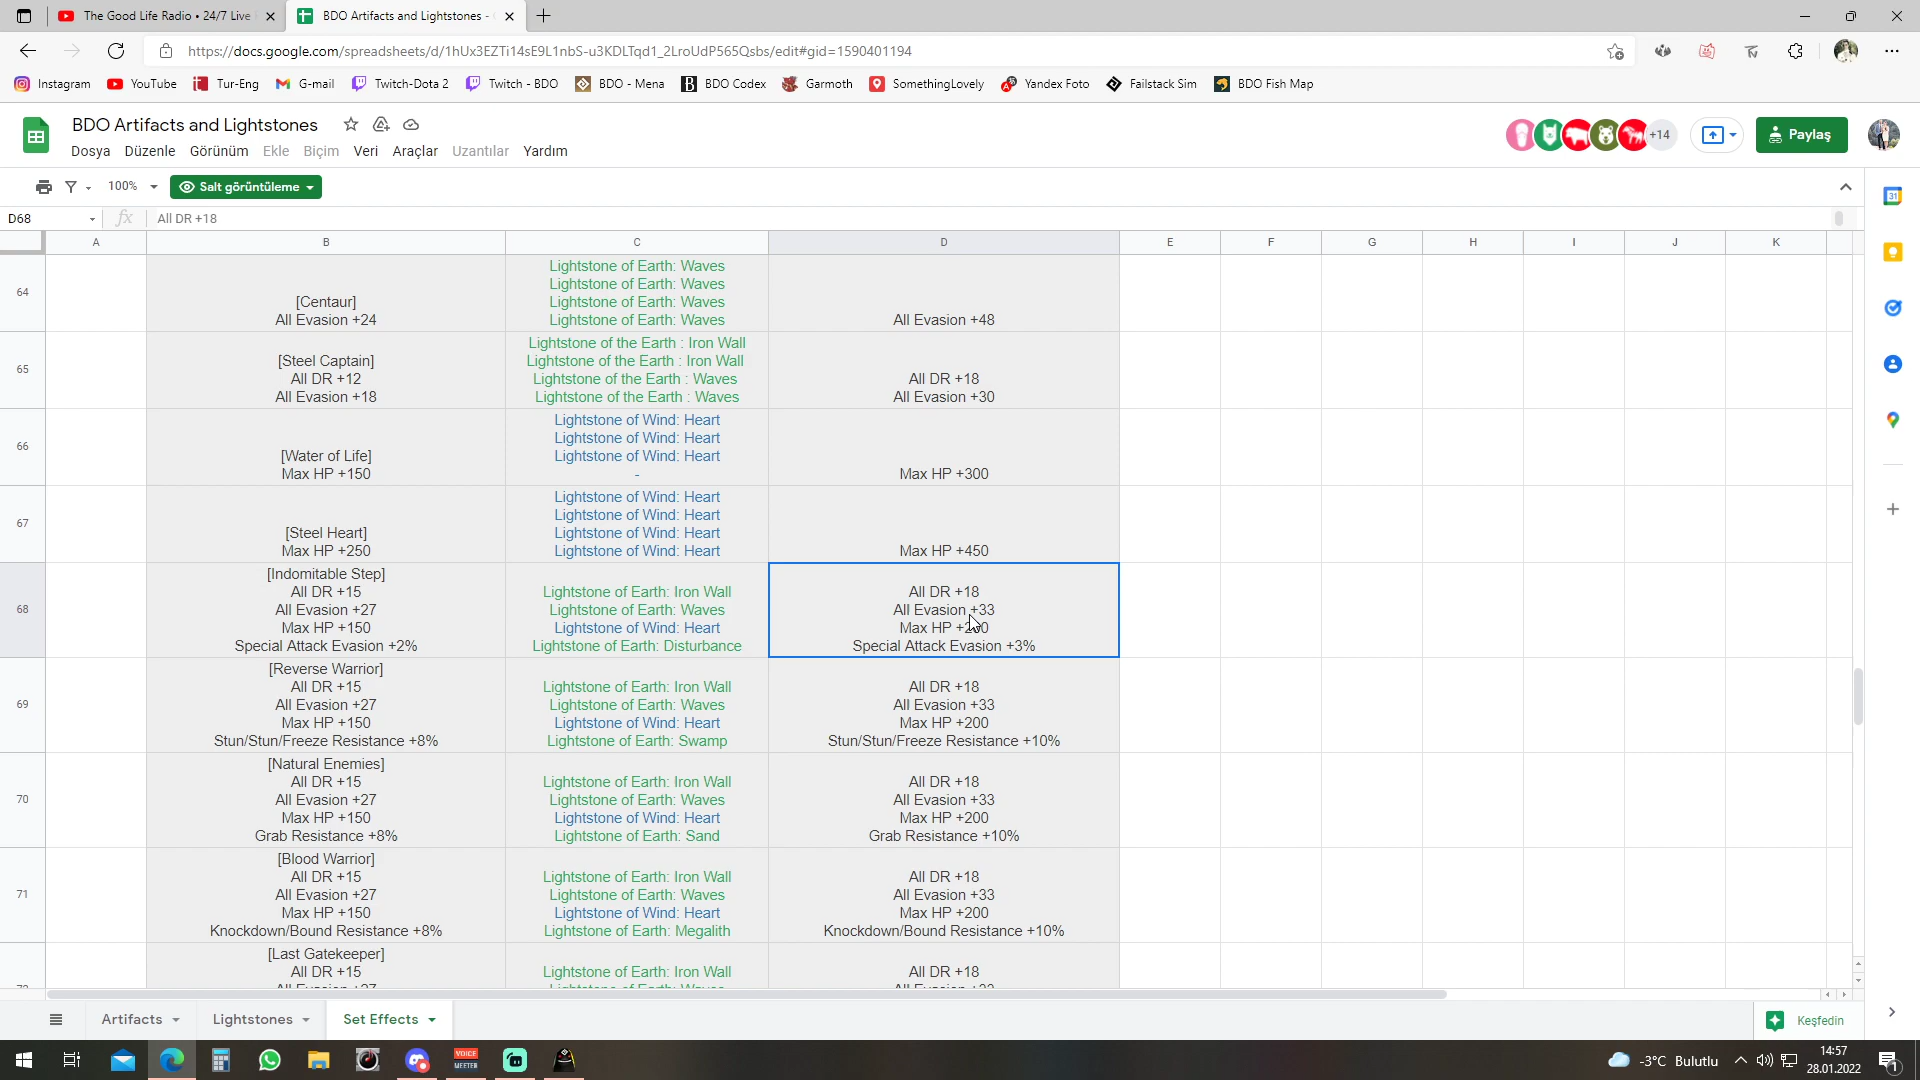 The Good Life Radio • 24/7 Live
BDO Artifacts and Lightstones -
https://docs.google.com/spreadsheets/d/1hUx3EZTi14sE9L1nbS-u3KDLTqd1_2LroUdP565Qsbs/edit#gid=1590401194
Instagram
YouTube
Tur-Eng
G-mail
Twitch-Dota 2
Twitch - BDO
BDO - Mena
BDO Codex
Garmoth
SomethingLovely
Yandex Foto
Failstack Sim
BDO Fish Map
BDO Artifacts and Lightstones
Dosya Düzenle Görünüm Ekle Biçim Veri Araçlar Uzantılar Yardım
+14
Paylaş
100%
Salt görüntüleme
D68
fx
All DR +18
A B C D E F G H I J K
64
[Centaur]
All Evasion +24
Lightstone of Earth: Waves
Lightstone of Earth: Waves
Lightstone of Earth: Waves
Lightstone of Earth: Waves
All Evasion +48
65
[Steel Captain]
All DR +12
All Evasion +18
Lightstone of the Earth : Iron Wall
Lightstone of the Earth : Iron Wall
Lightstone of the Earth : Waves
Lightstone of the Earth : Waves
All DR +18
All Evasion +30
66
[Water of Life]
Max HP +150
Lightstone of Wind: Heart
Lightstone of Wind: Heart
Lightstone of Wind: Heart
-
Max HP +300
67
[Steel Heart]
Max HP +250
Lightstone of Wind: Heart
Lightstone of Wind: Heart
Lightstone of Wind: Heart
Lightstone of Wind: Heart
Max HP +450
68
[Indomitable Step]
All DR +15
All Evasion +27
Max HP +150
Special Attack Evasion +2%
Lightstone of Earth: Iron Wall
Lightstone of Earth: Waves
Lightstone of Wind: Heart
Lightstone of Earth: Disturbance
All DR +18
All Evasion +33
Max HP
Special Attack Evasion +3%
69
[Reverse Warrior]
All DR +15
All Evasion +27
Max HP +150
Stun/Stun/Freeze Resistance +8%
Lightstone of Earth: Iron Wall
Lightstone of Earth: Waves
Lightstone of Wind: Heart
Lightstone of Earth: Swamp
All DR +18
All Evasion +33
Max HP +200
Stun/Stun/Freeze Resistance +10%
70
[Natural Enemies]
All DR +15
All Evasion +27
Max HP +150
Grab Resistance +8%
Lightstone of Earth: Iron Wall
Lightstone of Earth: Waves
Lightstone of Wind: Heart
Lightstone of Earth: Sand
All DR +18
All Evasion +33
Max HP +200
Grab Resistance +10%
71
[Blood Warrior]
All DR +15
All Evasion +27
Max HP +150
Knockdown/Bound Resistance +8%
Lightstone of Earth: Iron Wall
Lightstone of Earth: Waves
Lightstone of Wind: Heart
Lightstone of Earth: Megalith
All DR +18
All Evasion +33
Max HP +200
Knockdown/Bound Resistance +10%
[Last Gatekeeper]
All DR +15
Lightstone of Earth: Iron Wall
All DR +18
Artifacts
Lightstones
Set Effects
Keşfedin
VOICE
MEETER
-3°C Bulutlu
14:57
28.01.2022
1